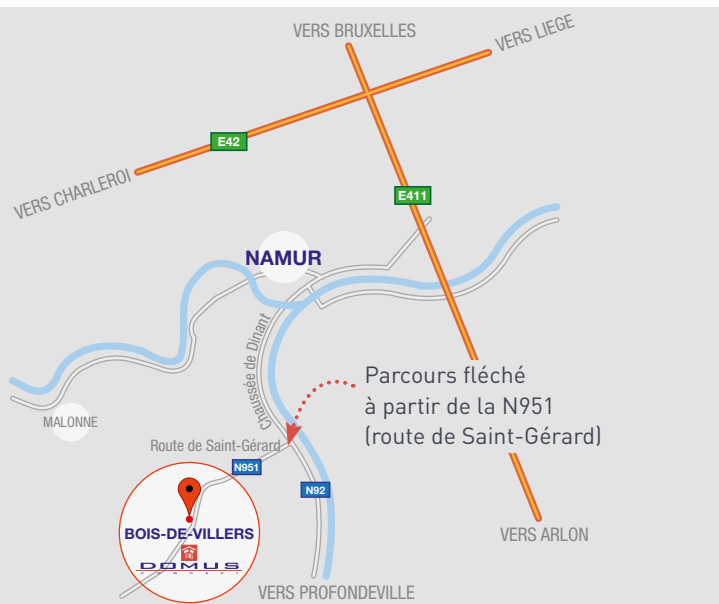 VERS BRUXELLES
VERS LIEGE
E42
VERS CHARLEROI
E411
NAMUR
Chaussée de Dinant
Parcours fléché
à partir de la N951
(route de Saint-Gérard)
MALONNE
Route de Saint-Gérard
N951
N92
BOIS-DE-VILLERS
DOMUS
VERS ARLON
VERS PROFONDEVILLE